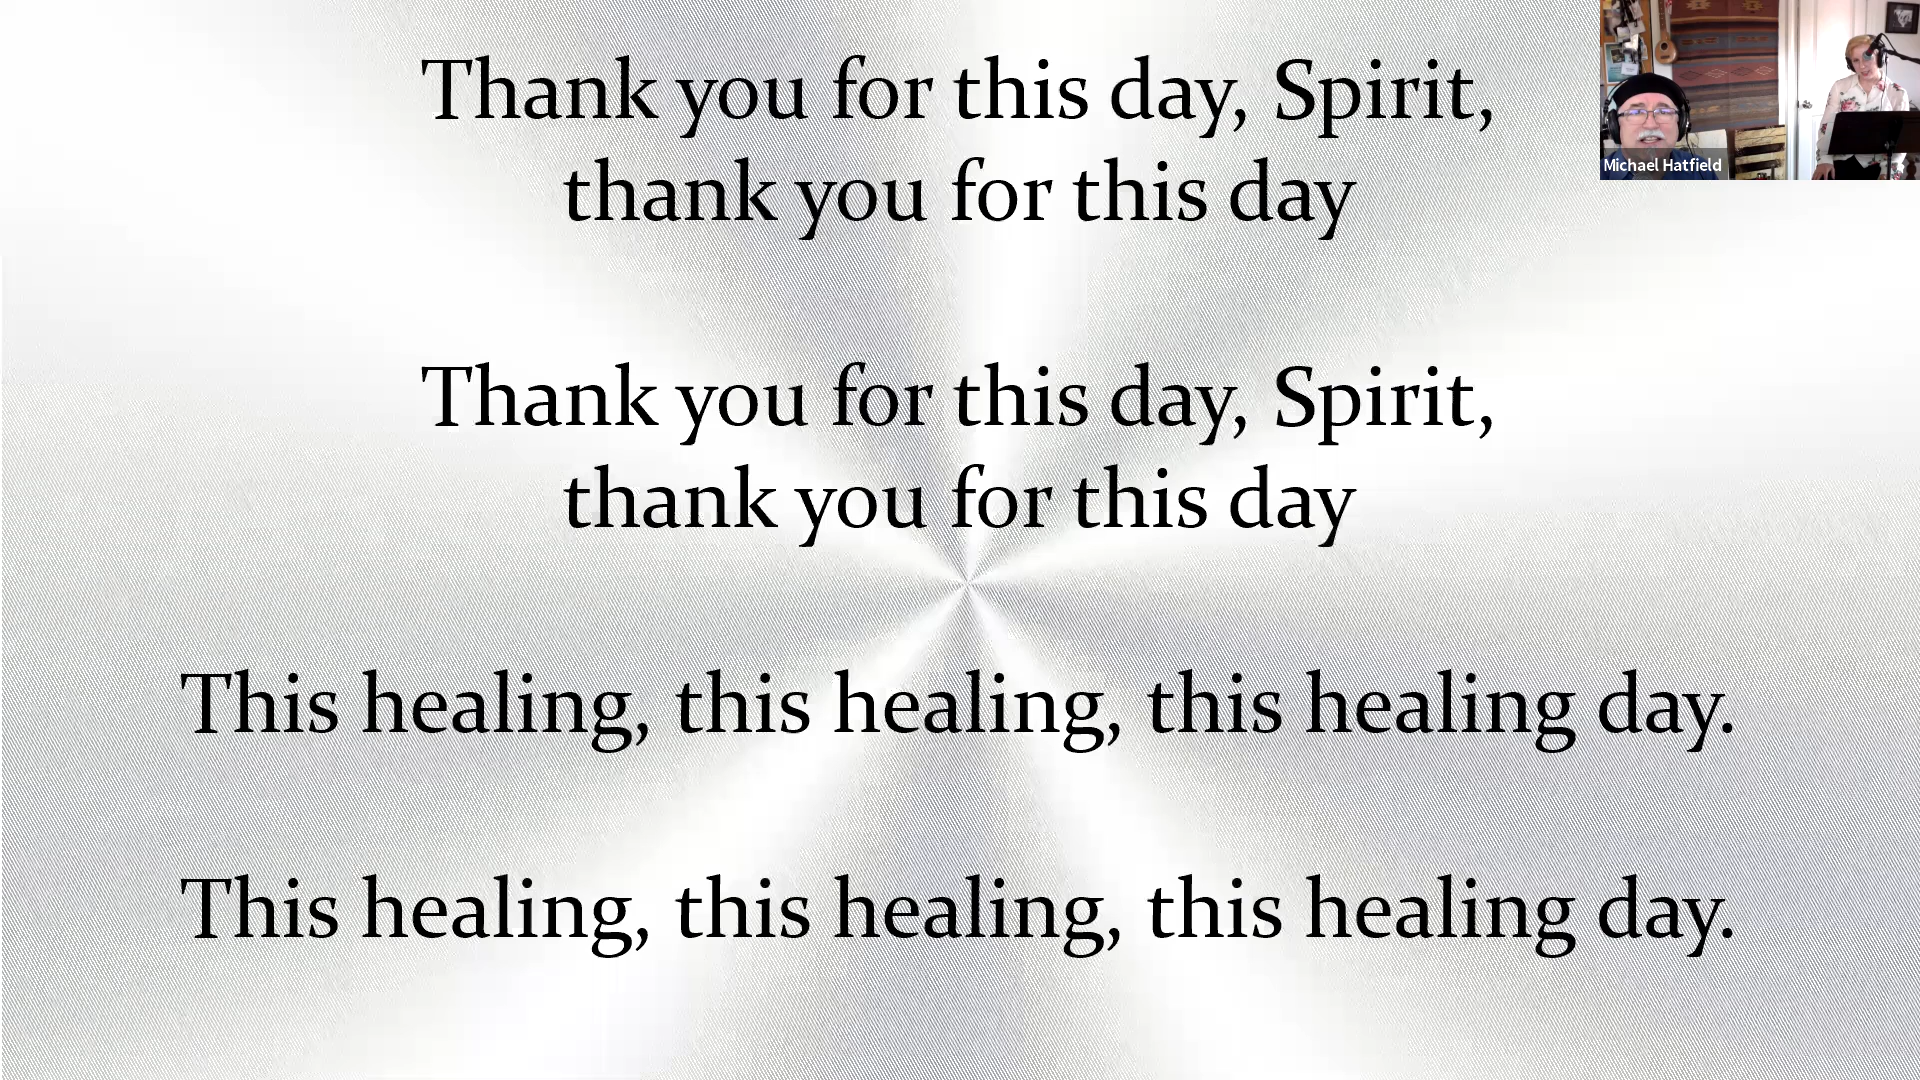 Thank you for this day, Spirit,
thank you for this day
Thank you for this day, Spirit,
thank you for this day
This healing, this healing, this healing day.
This healing, this healing, this healing day.
Michael Hatfield